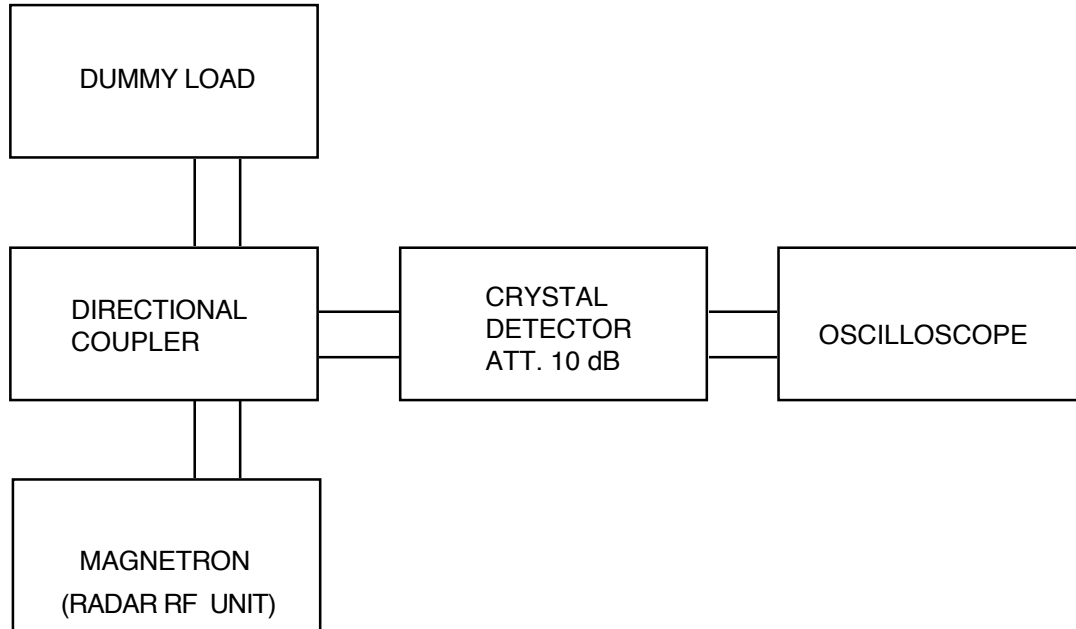 DUMMY LOAD
DIRECTIONAL
COUPLER
CRYSTAL
DETECTOR
ATT. 10 dB
OSCILLOSCOPE
MAGNETRON
(RADAR RF UNIT)